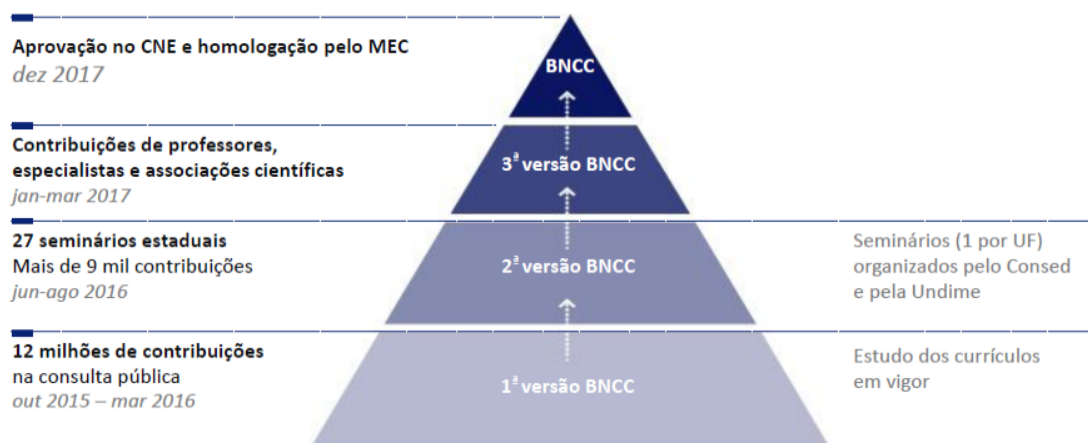 Aprovação no CNE e homologação pelo MEC
dez 2017
BNCC
Contribuições de professores,
especialistas e associações científicas
jan-mar 2017
3ª versão BNCC
27 seminários estaduais
Mais de 9 mil contribuições
jun-ago 2016
2ª versão BNCC
Seminários (1 por UF)
organizados pelo Consed
e pela Undime
12 milhões de contribuições
na consulta pública
out 2015 – mar 2016
1ª versão BNCC
Estudo dos currículos
em vigor